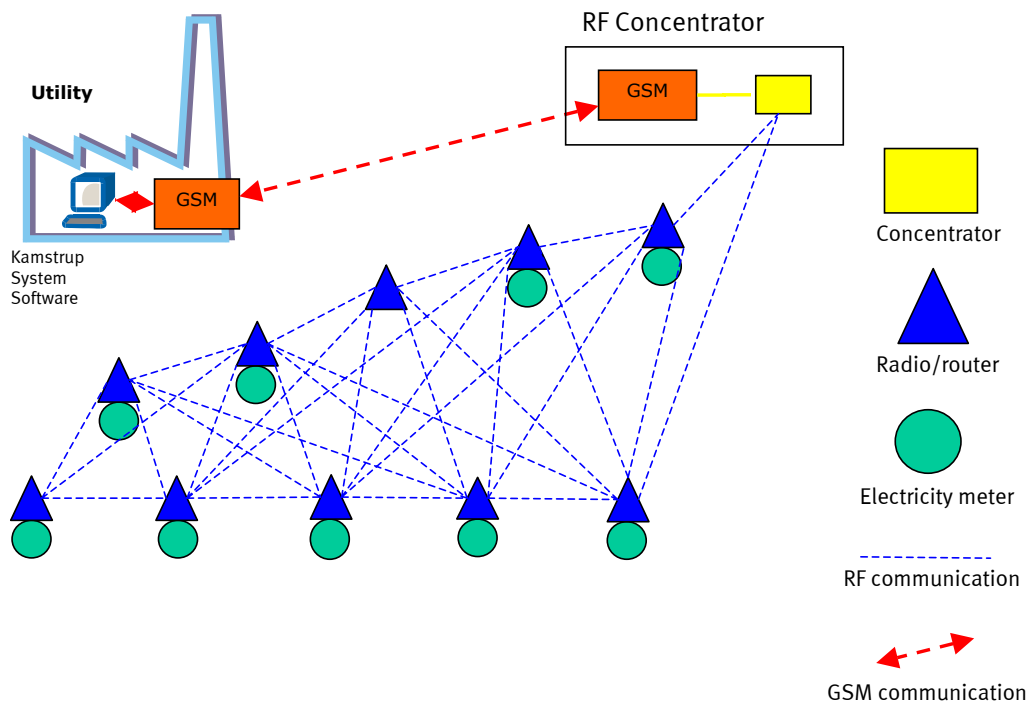 RF Concentrator
Utility
GSM
GSM
Kamstrup
System
Software
Concentrator
Radio/router
Electricity meter
RF communication
GSM communication